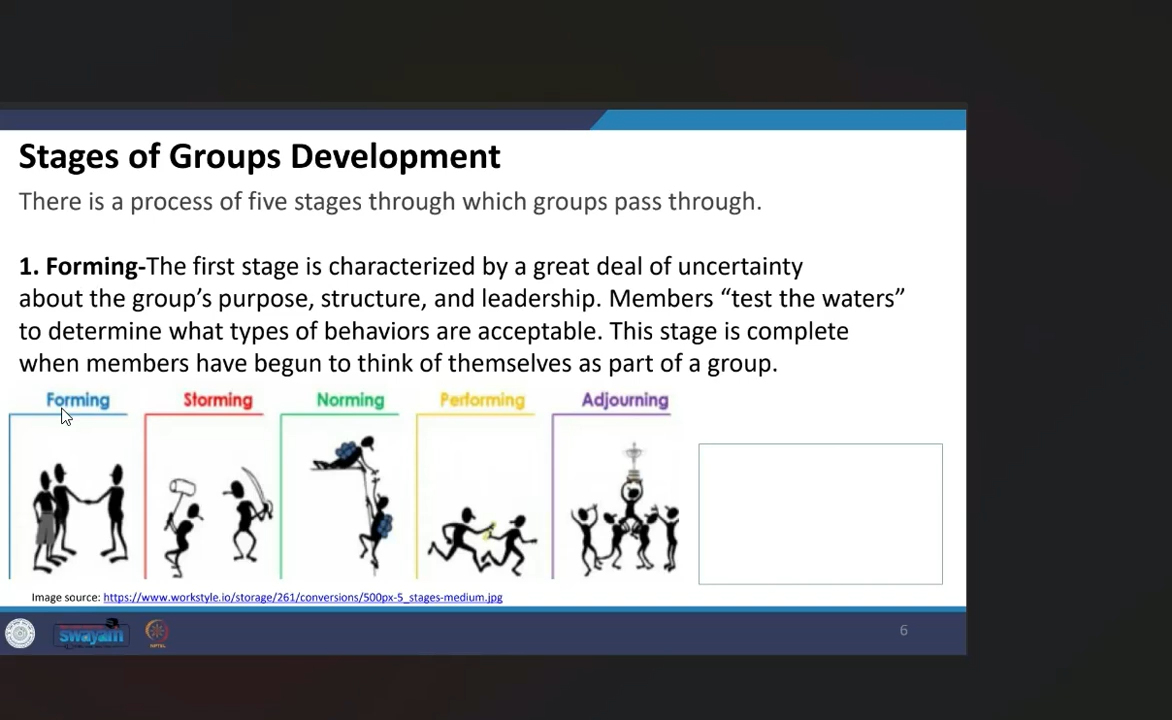 Stages of Groups Development
There is a process of five stages through which groups pass through.
1. Forming-The first stage is characterized by a great deal of uncertainty
about the group's purpose, structure, and leadership. Members “test the waters”
to determine what types of behaviors are acceptable. This stage is complete
when members have begun to think of themselves as part of a group.
Forming Storming Norming Performing Adjourning
Image source: https://www.workstyle.io/storage/261/conversions/500px-5_stages-medium.jpg
swayam NPTEL 6